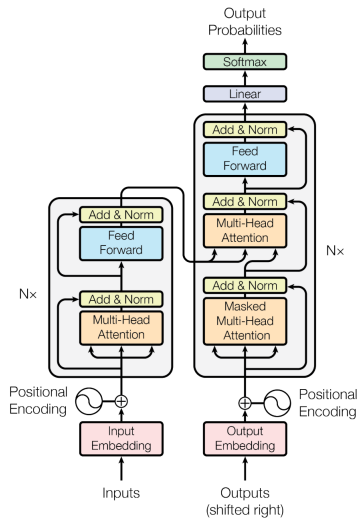 Output
Probabilities
Softmax
Linear
Add & Norm
Feed
Forward
Add & Norm
Multi-Head
Attention
Add & Norm
Masked
Multi-Head
Attention
N×
Add & Norm
Feed
Forward
N×
Add & Norm
Multi-Head
Attention
Positional
Encoding
Positional
Encoding
Input
Embedding
Output
Embedding
Inputs
Outputs
(shifted right)